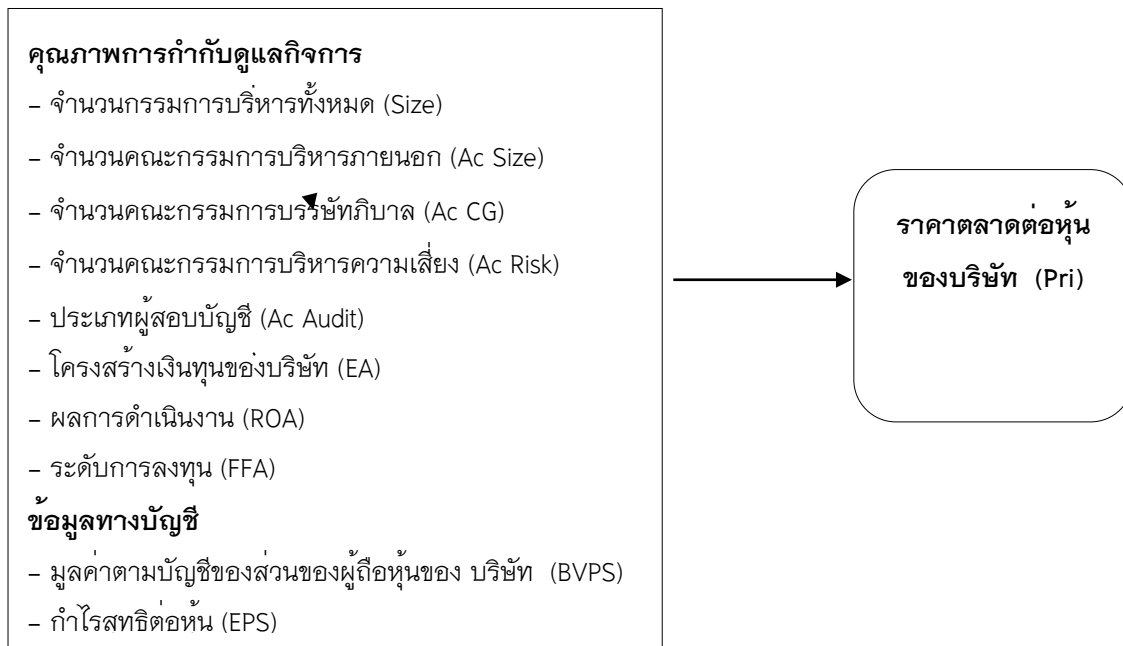 คุณภาพการกำกับดูแลกิจการ
– จำนวนกรรมการบริหารทั้งหมด (Size)
– จำนวนคณะกรรมการบริหารภายนอก (Ac Size)
– จำนวนคณะกรรมการบรรษัทภิบาล (Ac CG)
– จำนวนคณะกรรมการบริหารความเสี่ยง (Ac Risk)
– ประเภทผู้สอบบัญชี (Ac Audit)
– โครงสร้างเงินทุนของบริษัท (EA)
– ผลการดำเนินงาน (ROA)
– ระดับการลงทุน (FFA)
ข้อมูลทางบัญชี
– มูลค่าตามบัญชีของส่วนของผู้ถือหุ้นของ บริษัท (BVPS)
– กำไรสุทธิต่อหุ้น (EPS)
ราคาตลาดต่อหุ้น
ของบริษัท (Pri)